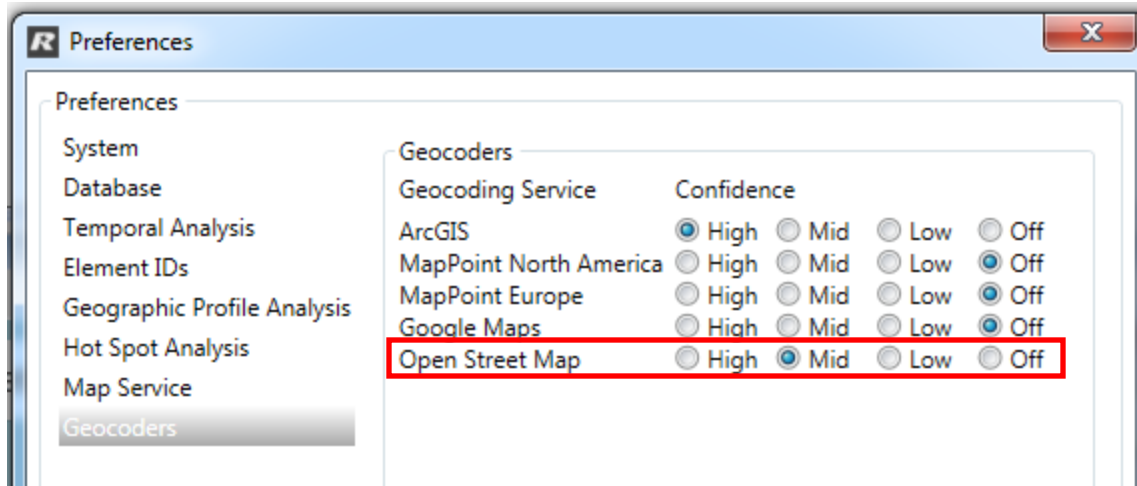 R Preferences X
Preferences
System
Database
Temporal Analysis
Element IDs
Geographic Profile Analysis
Hot Spot Analysis
Map Service
Geocoders
Geocoders
Geocoding Service Confidence
ArcGIS High Mid Low Off
MapPoint North America High Mid Low Off
MapPoint Europe High Mid Low Off
Google Maps High Mid Low Off
Open Street Map High Mid Low Off